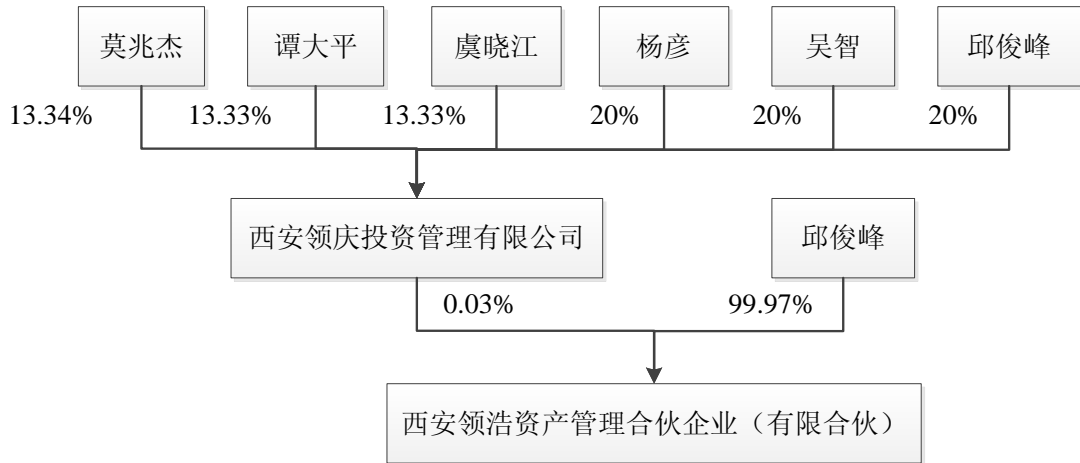 莫兆杰 谭大平 虞晓江 杨彦 吴智 邱俊峰
13.34% 13.33% 13.33% 20% 20% 20%
西安领庆投资管理有限公司 邱俊峰
0.03% 99.97%
西安领浩资产管理合伙企业（有限合伙）